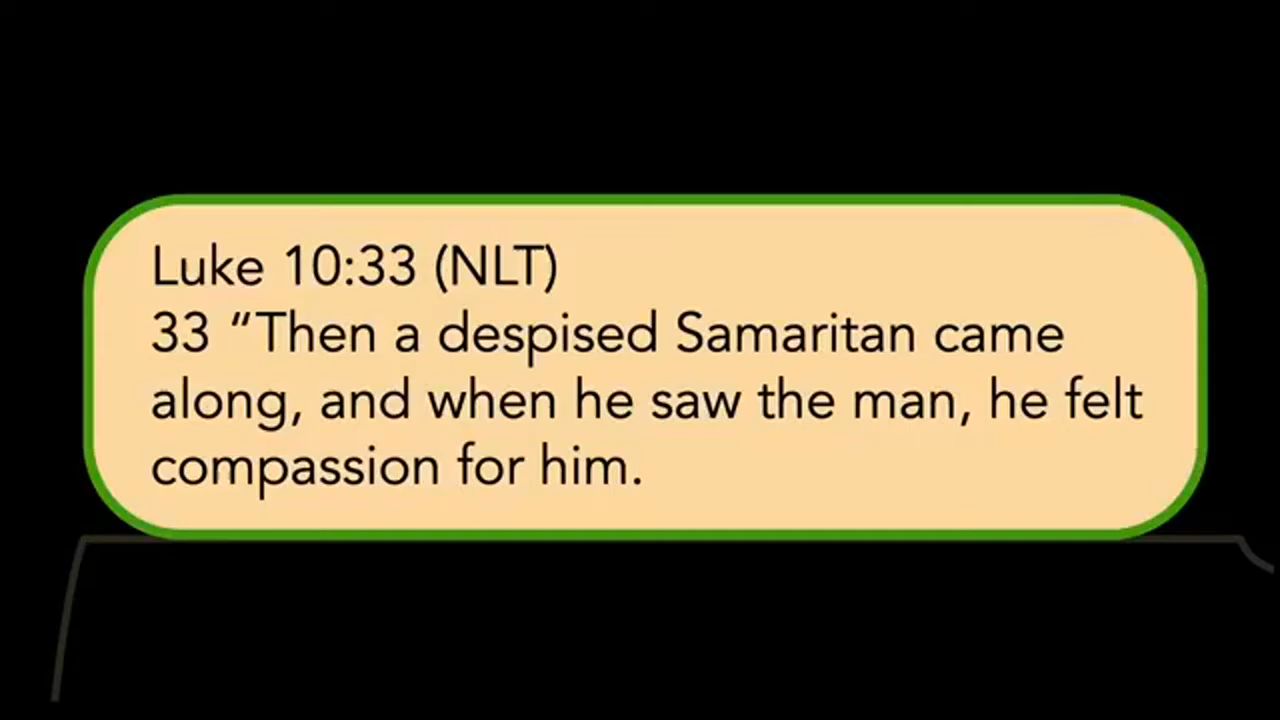 Luke 10:33 (NLT)
33 “Then a despised Samaritan came
along, and when he saw the man, he felt
compassion for him.